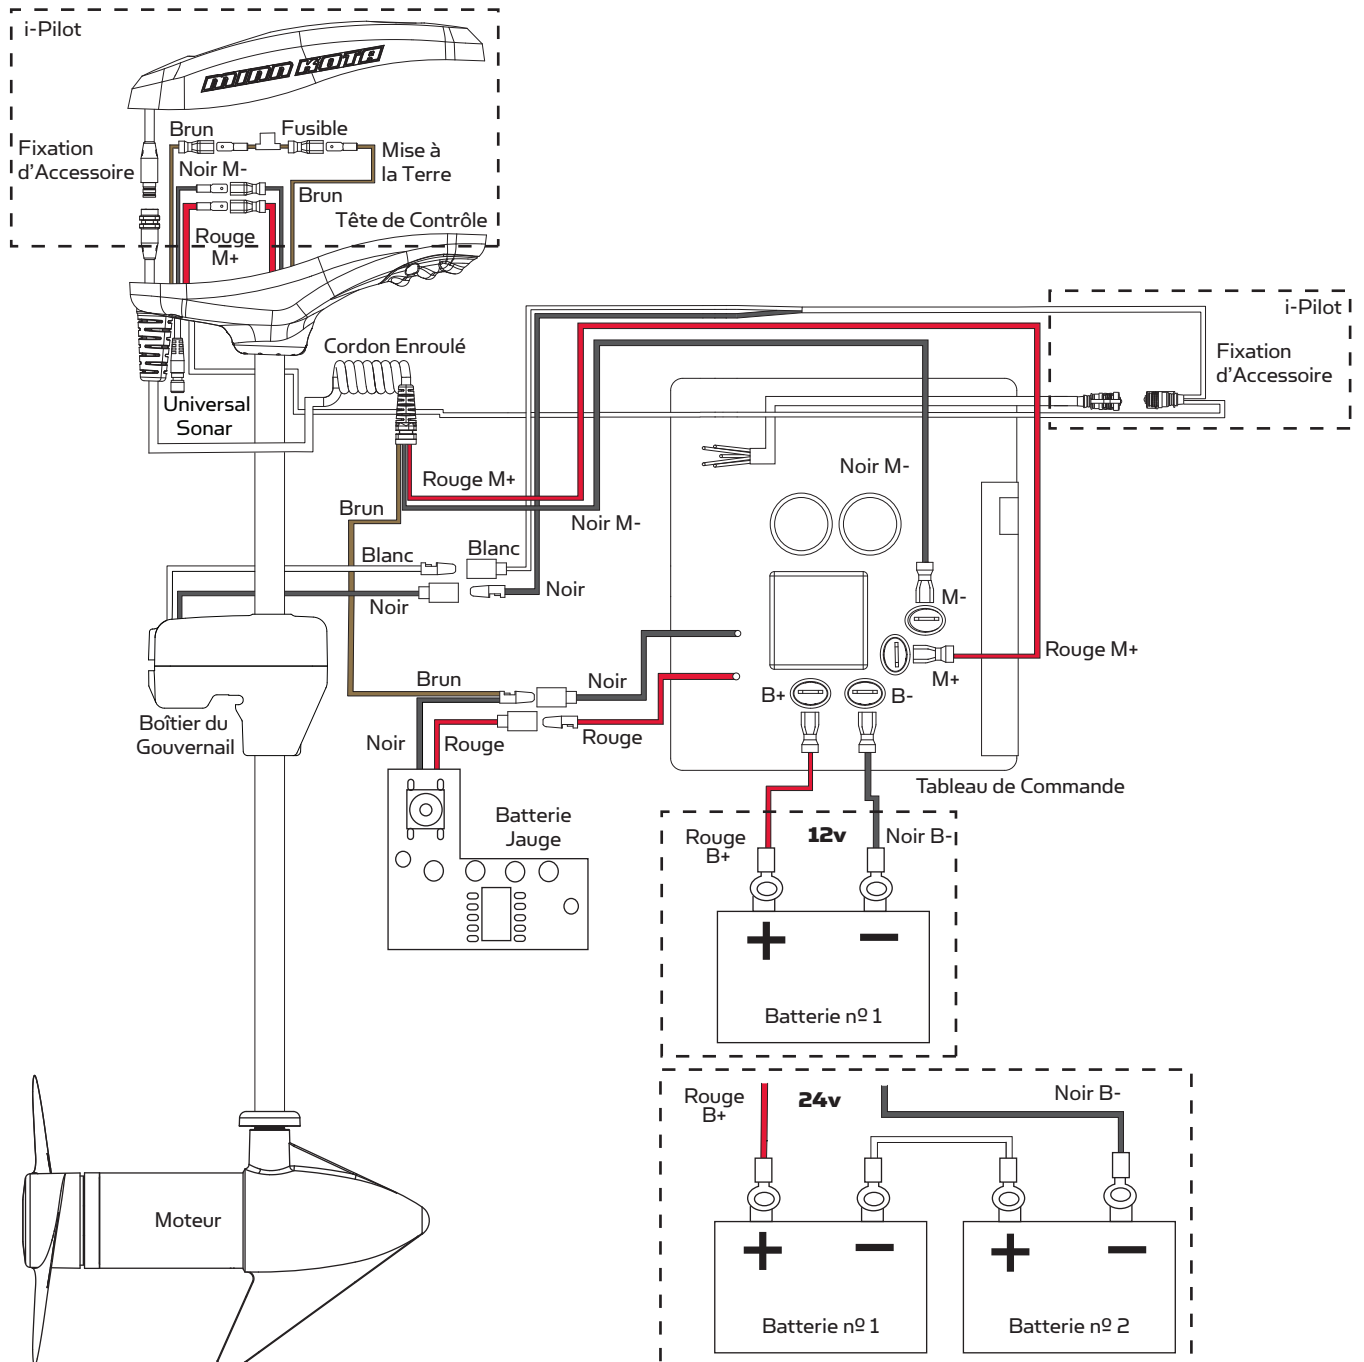 i-Pilot
MINN KOTA
Brun
Fusible
Fixation
d'Accessoire
Noir M-
Mise à
la Terre
Brun
Rouge
M+
Tête de Contrôle
i-Pilot
Fixation
d'Accessoire
Cordon Enroulé
Universal
Sonar
Rouge M+
Noir M-
Brun
Noir M-
Blanc
Blanc
Noir
Noir
M-
Rouge M+
M+
Brun
Noir
B+
B-
Boîtier du
Gouvernail
Noir
Rouge
Rouge
Tableau de Commande
Batterie
Jauge
Rouge
B+
12v
Noir B-
+
−
Batterie nº 1
Rouge
B+
24v
Noir B-
Moteur
+
−
+
−
Batterie nº 1
Batterie nº 2